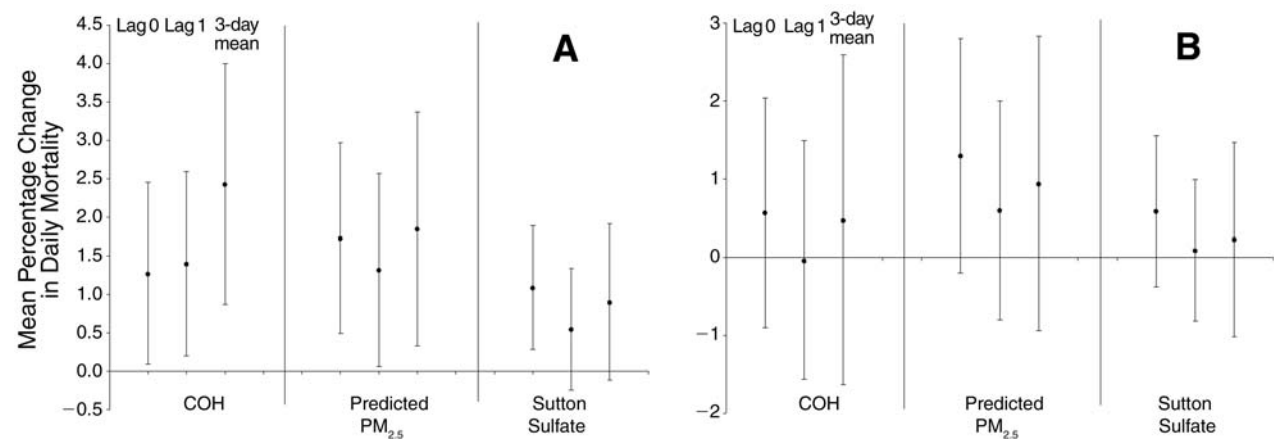 Mean Percentage Change
in Daily Mortality
4.5
4.0
3.5
3.0
2.5
2.0
1.5
1.0
0.5
0.0
−0.5
Lag 0 Lag 1 3-day
mean
A
COH
Predicted
PM2.5
Sutton
Sulfate
3
2
1
0
−1
−2
Lag 0 Lag 1 3-day
mean
B
COH
Predicted
PM2.5
Sutton
Sulfate